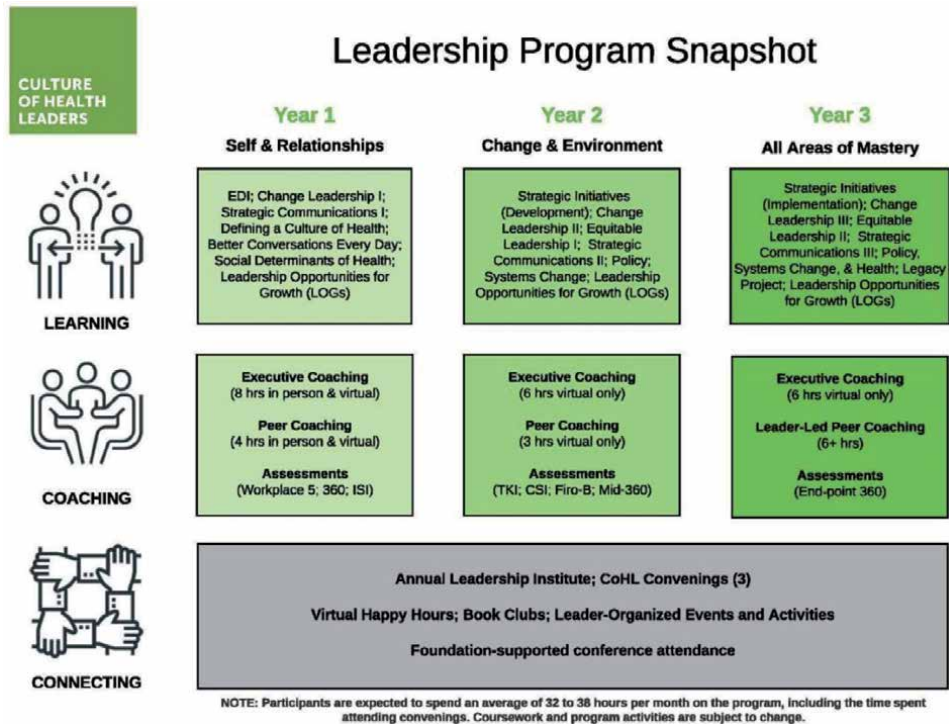 CULTURE
OF HEALTH
LEADERS
Leadership Program Snapshot
Year 1
Self & Relationships
Year 2
Change & Environment
Year 3
All Areas of Mastery
LEARNING
EDI; Change Leadership I;
Strategic Communications I;
Defining a Culture of Health;
Better Conversations Every Day;
Social Determinants of Health;
Leadership Opportunities for
Growth (LOGs)
Strategic Initiatives
(Development); Change
Leadership II; Equitable
Leadership I; Strategic
Communications II; Policy;
Systems Change; Leadership
Opportunities for Growth (LOGs)
Strategic Initiatives
(Implementation); Change
Leadership III; Equitable
Leadership II; Strategic
Communications III; Policy,
Systems Change, & Health; Legacy
Project; Leadership Opportunities
for Growth (LOGs)
COACHING
Executive Coaching
(8 hrs in person & virtual)
Peer Coaching
(4 hrs in person & virtual)
Assessments
(Workplace 5; 360; ISI)
Executive Coaching
(6 hrs virtual only)
Peer Coaching
(3 hrs virtual only)
Assessments
(TKI; CSI; Firo-B; Mid-360)
Executive Coaching
(6 hrs virtual only)
Leader-Led Peer Coaching
(6+ hrs)
Assessments
(End-point 360)
CONNECTING
Annual Leadership Institute; CoHL Convenings (3)
Virtual Happy Hours; Book Clubs; Leader-Organized Events and Activities
Foundation-supported conference attendance
NOTE: Participants are expected to spend an average of 32 to 38 hours per month on the program, including the time spent
attending convenings. Coursework and program activities are subject to change.